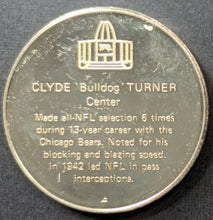 CLYDE "Bulldog" TURNER
Center
Made all-NFL selection 6 times
during 13-year career with the
Chicago Bears. Noted for his
blocking and blazing speed.
In 1942 led NFL in pass
interceptions.